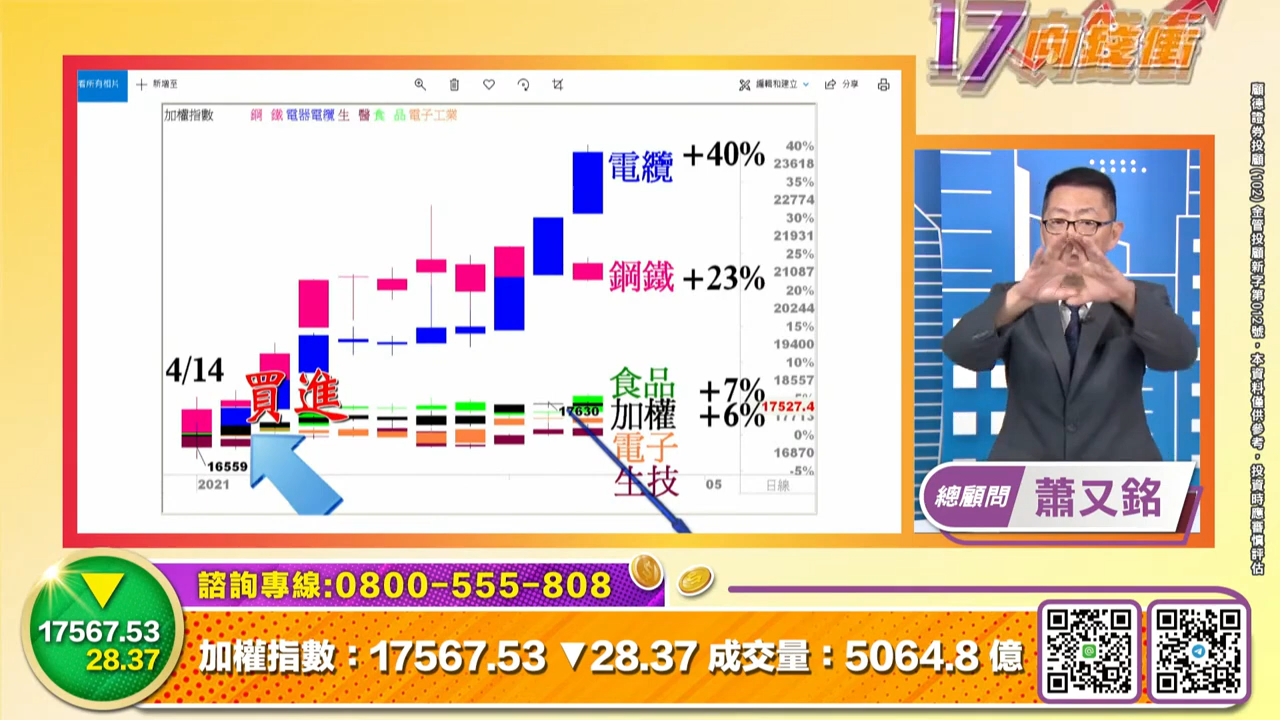 17向錢衝
看所有相片
新增至
編輯和建立
分享
加權指數 鋼 鐵 電器電纜 生 醫 食 品 電子工業
電纜 +40%
鋼鐵 +23%
食品 +7%
加權 +6%
電子
生技
4/14
買進
16559
17630
2021
05
日線
40%
23618
35%
22774
30%
21931
25%
21087
20%
20244
15%
19400
10%
18557
17527.4
0%
16870
-5%
總顧問 蕭又銘
顧德證券投顧(102)金管投顧新字第012號，本資料僅供參考，投資時應審慎評估
諮詢專線:0800-555-808
▼
17567.53
28.37
加權指數：17567.53 ▼28.37 成交量：5064.8 億